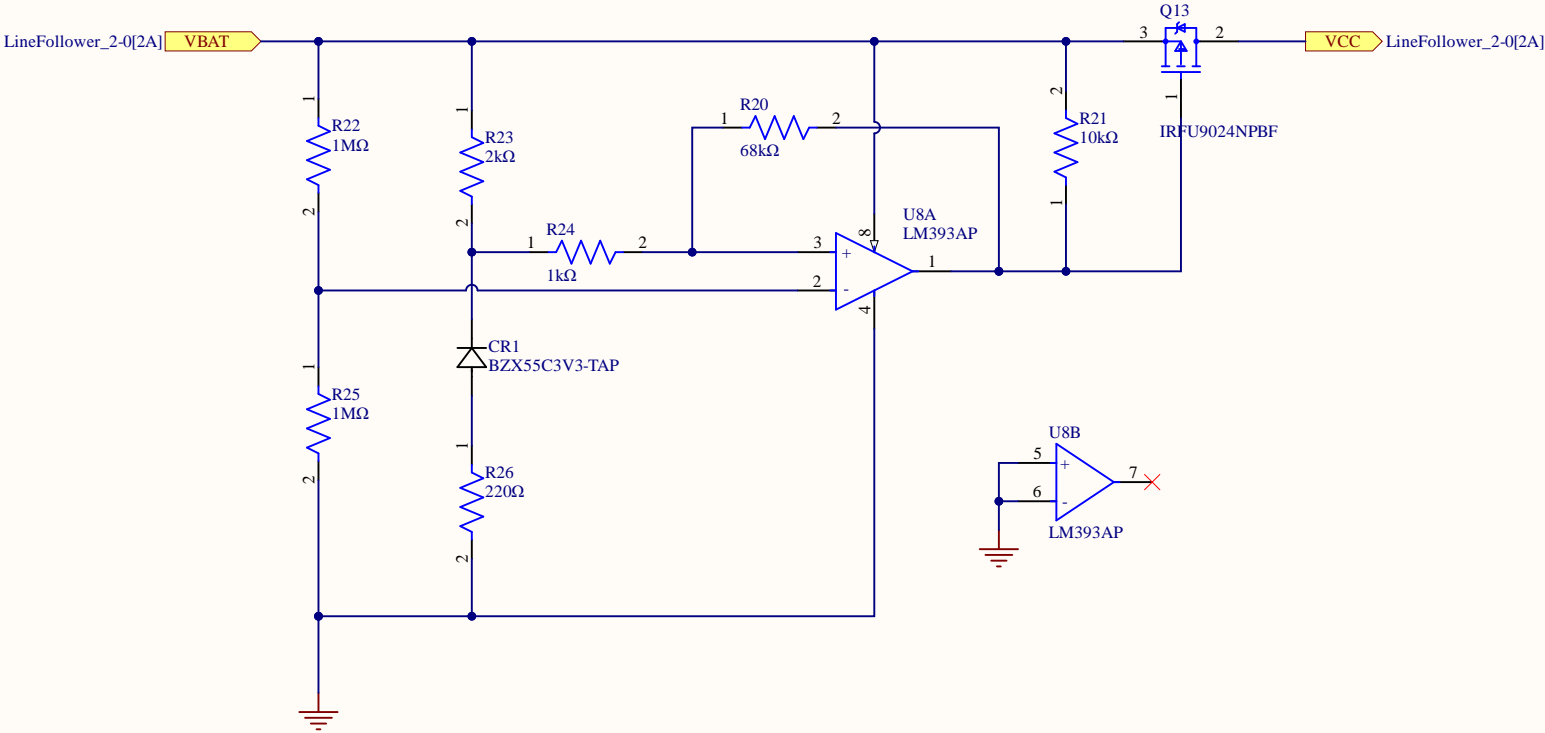 Q13
LineFollower_2-0[2A] VBAT
3 2
VCC LineFollower_2-0[2A]
1
IRFU9024NPBF
1
R22
1MΩ
2
1
R23
2kΩ
2
R20
1 2
68kΩ
2
R21
10kΩ
1
R24
1 2
1kΩ
U8A
LM393AP
8
3 +
1
2 -
4
CR1
BZX55C3V3-TAP
1
R25
1MΩ
2
1
R26
220Ω
2
U8B
5 +
7
6 -
LM393AP